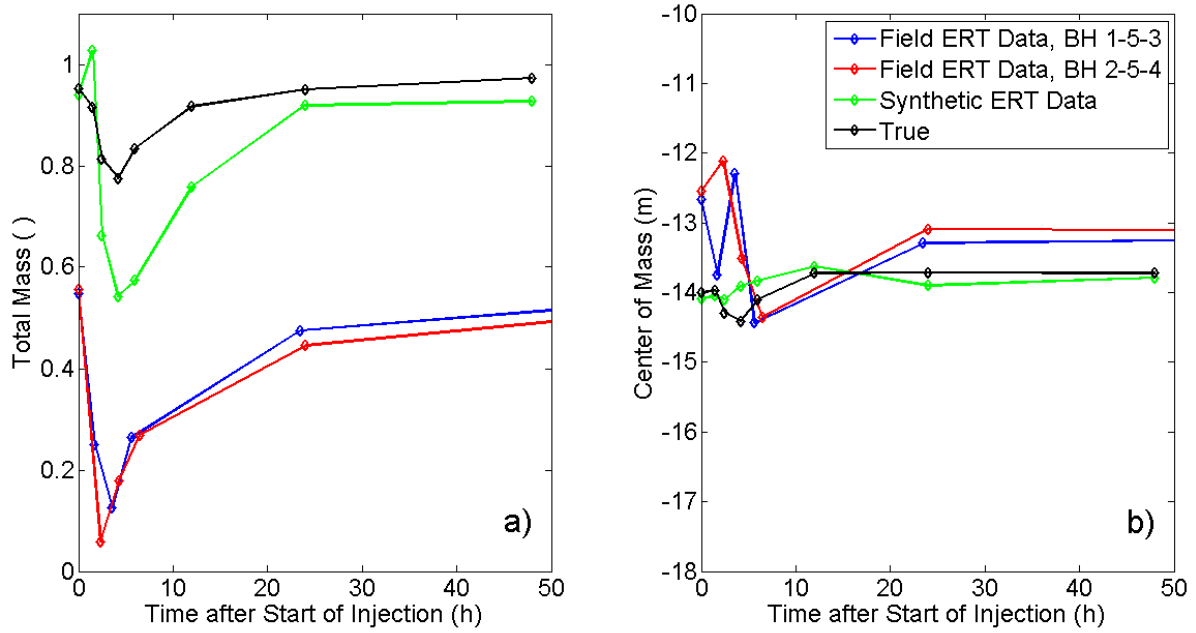 Total Mass ( )
1
0.8
0.6
0.4
0.2
0
0 10 20 30 40 50
Time after Start of Injection (h)
a)
Center of Mass (m)
-10
-11
-12
-13
-14
-15
-16
-17
-18
0 10 20 30 40 50
Time after Start of Injection (h)
Field ERT Data, BH 1-5-3
Field ERT Data, BH 2-5-4
Synthetic ERT Data
True
b)